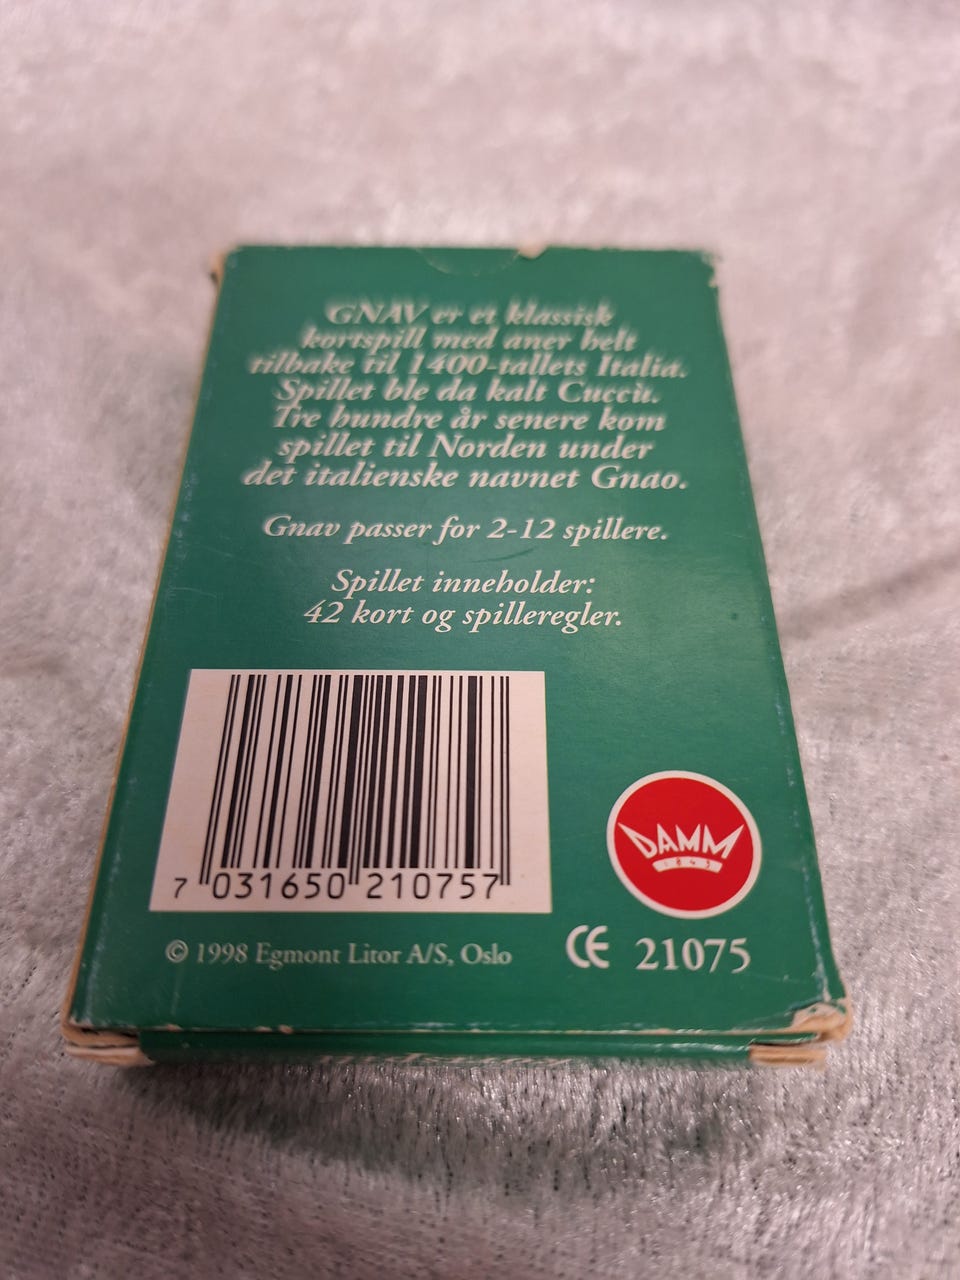 GNAV er et klassisk
kortspill med aner helt
tilbake til 1400-tallets Italia.
Spillet ble da kalt Cuccù.
Tre hundre år senere kom
spillet til Norden under
det italienske navnet Gnao.
Gnav passer for 2-12 spillere.
Spillet inneholder:
42 kort og spilleregler.
7 031650 210757
DAMM
1843
© 1998 Egmont Litor A/S, Oslo
CE 21075